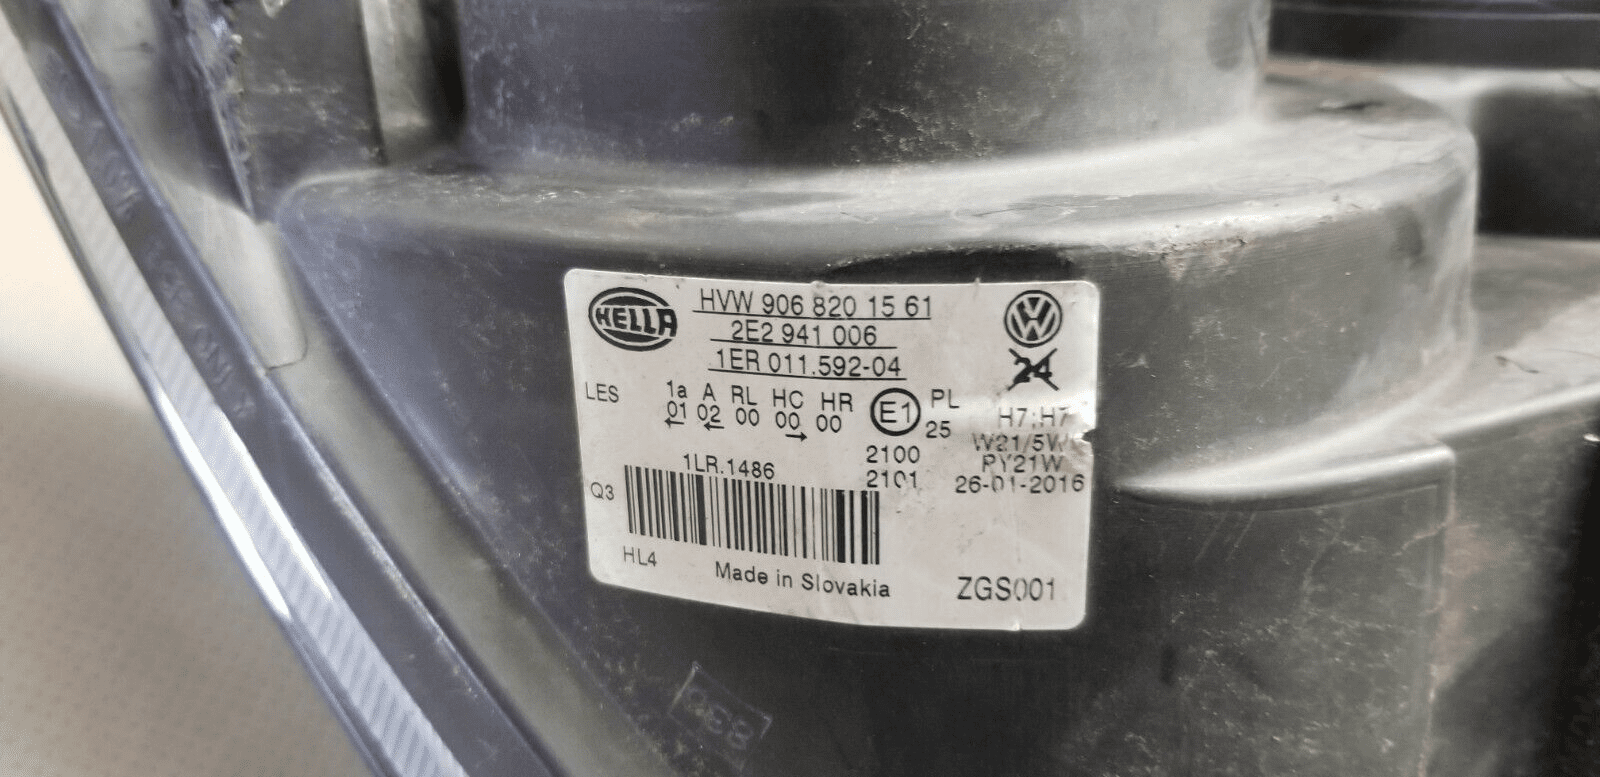 HELLA
HVW 906 820 15 61
2E2 941 006
1ER 011.592-04
24
LES
1a A RL HC HR
01 02 00 00 00
E1
PL
25
H7;H7
W21/5W
PY21W
2100
2101
26-01-2016
1LR.1486
Q3
HL4
Made in Slovakia
ZGS001